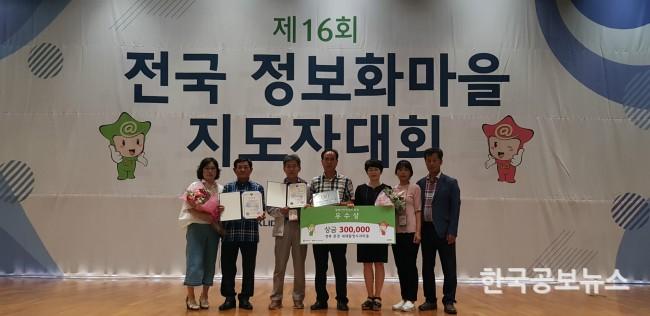 제16회
전국 정보화마을
지도자대회
우수상
상금 300,000
한국공보뉴스